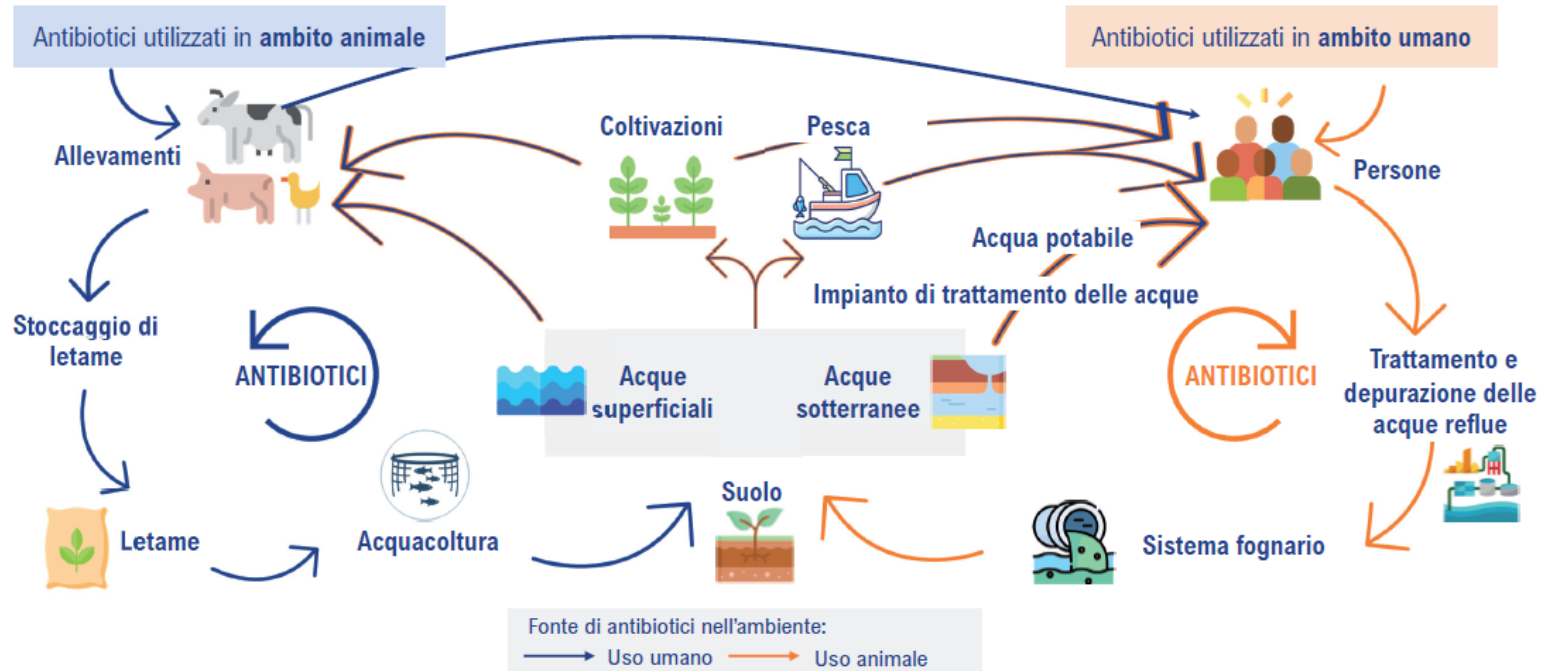 Antibiotici utilizzati in ambito animale
Antibiotici utilizzati in ambito umano
Allevamenti
Coltivazioni
Pesca
Persone
Acqua potabile
Impianto di trattamento delle acque
Stoccaggio di
letame
ANTIBIOTICI
Acque
superficiali
Acque
sotterranee
ANTIBIOTICI
Trattamento e
depurazione delle
acque reflue
Letame
Acquacoltura
Suolo
Sistema fognario
Fonte di antibiotici nell'ambiente:
Uso umano
Uso animale